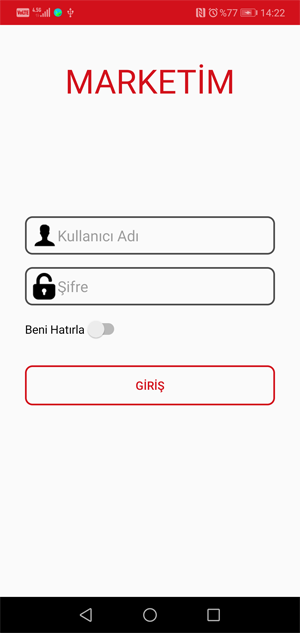 %77 14:22
MARKETİM
Kullanıcı Adı
Şifre
Beni Hatırla
GİRİŞ